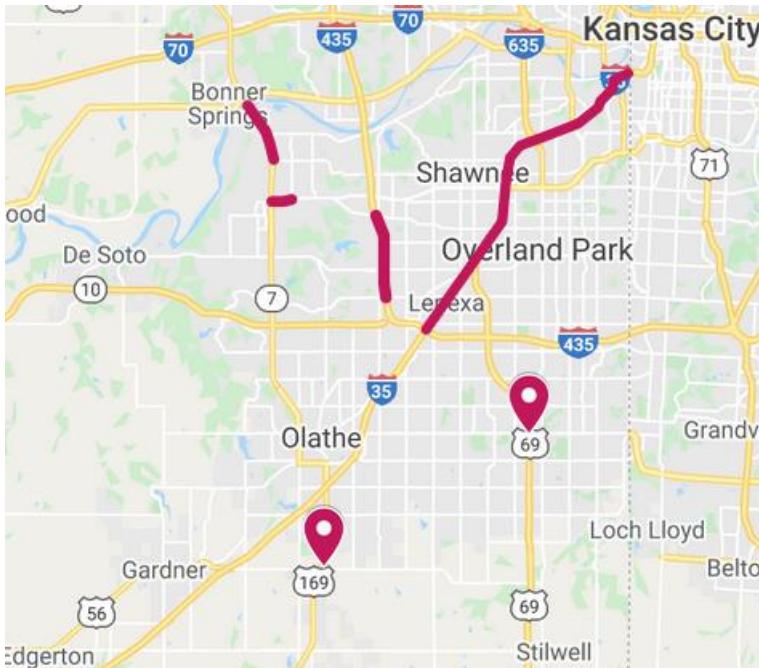 Kansas City
70
435
70
635
Bonner
Springs
71
Shawnee
ood
De Soto
Overland Park
10
7
Lenexa
435
35
Olathe
69
Grandv
Loch Lloyd
Gardner
169
Belto
56
69
Edgerton
Stilwell